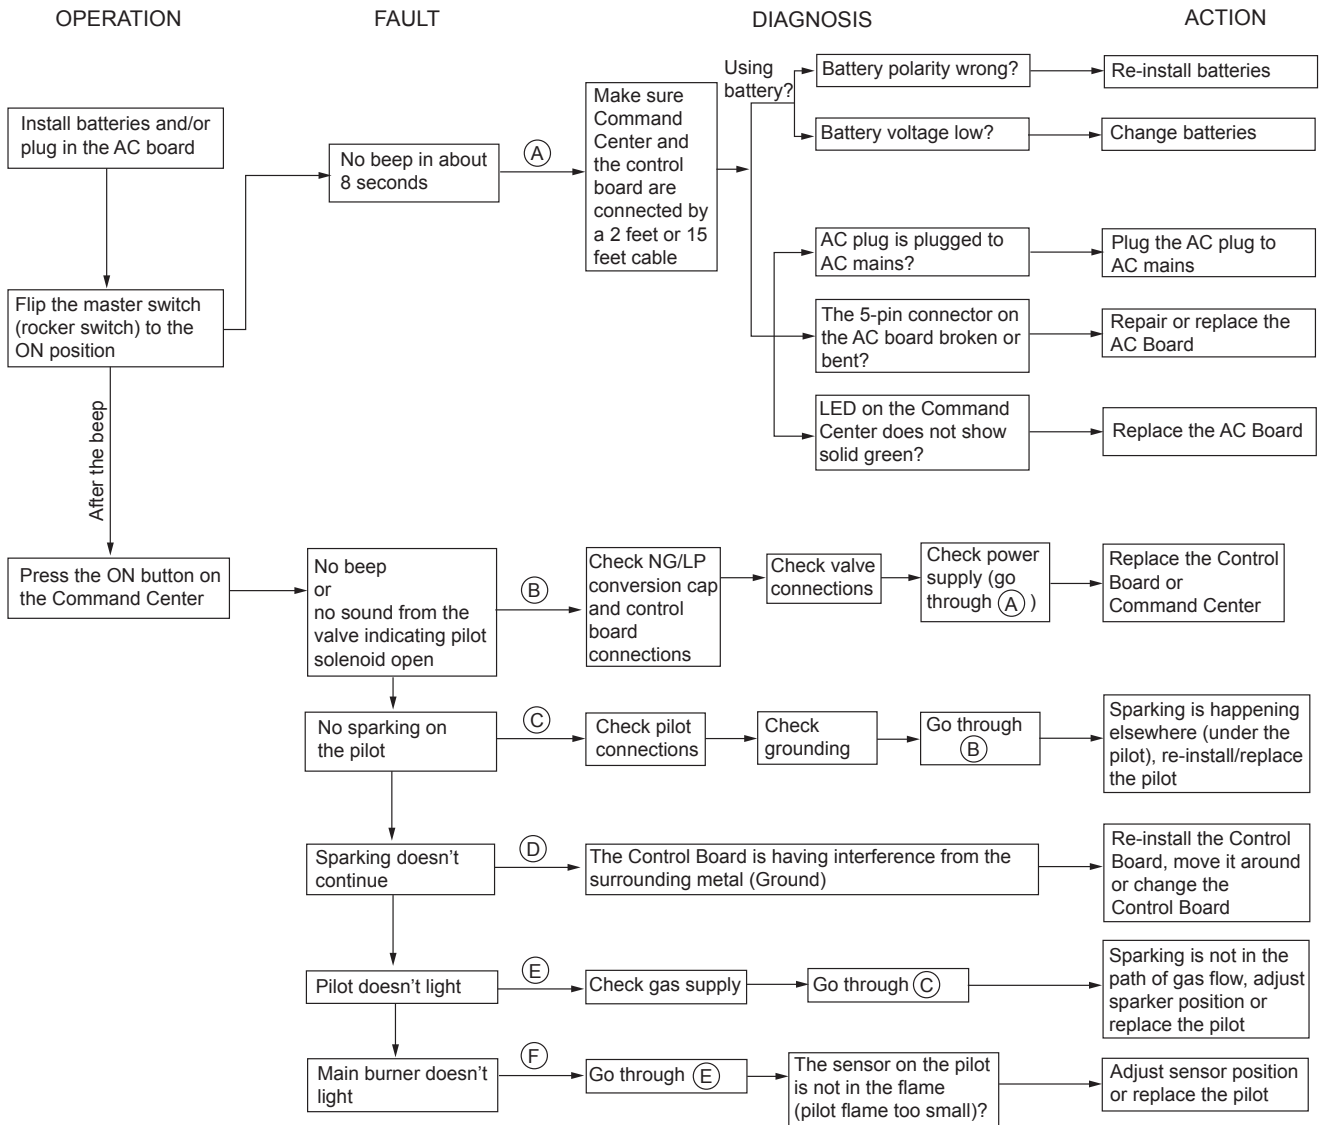 OPERATION
FAULT
DIAGNOSIS
ACTION
Install batteries and/or
plug in the AC board
Flip the master switch
(rocker switch) to the
ON position
After the beep
Press the ON button on
the Command Center
No beep in about
8 seconds
A
Make sure
Command
Center and
the control
board are
connected by
a 2 feet or 15
feet cable
Using
battery?
Battery polarity wrong?
Re-install batteries
Battery voltage low?
Change batteries
AC plug is plugged to
AC mains?
Plug the AC plug to
AC mains
The 5-pin connector on
the AC board broken or
bent?
Repair or replace the
AC Board
LED on the Command
Center does not show
solid green?
Replace the AC Board
No beep
or
no sound from the
valve indicating pilot
solenoid open
B
Check NG/LP
conversion cap
and control
board
connections
Check valve
connections
Check power
supply (go
through A )
Replace the Control
Board or
Command Center
No sparking on
the pilot
C
Check pilot
connections
Check
grounding
Go through
B
Sparking is happening
elsewhere (under the
pilot), re-install/replace
the pilot
Sparking doesn't
continue
D
The Control Board is having interference from the
surrounding metal (Ground)
Re-install the Control
Board, move it around
or change the
Control Board
Pilot doesn't light
E
Check gas supply
Go through C
Sparking is not in the
path of gas flow, adjust
sparker position or
replace the pilot
Main burner doesn't
light
F
Go through E
The sensor on the pilot
is not in the flame
(pilot flame too small)?
Adjust sensor position
or replace the pilot